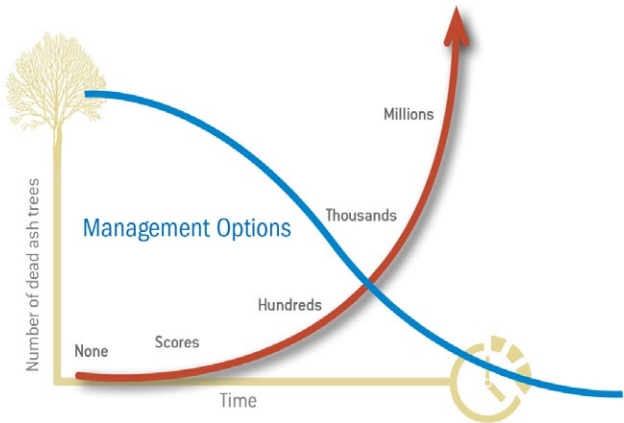 Millions
Thousands
Management Options
Hundreds
Scores
None
Number of dead ash trees
Time